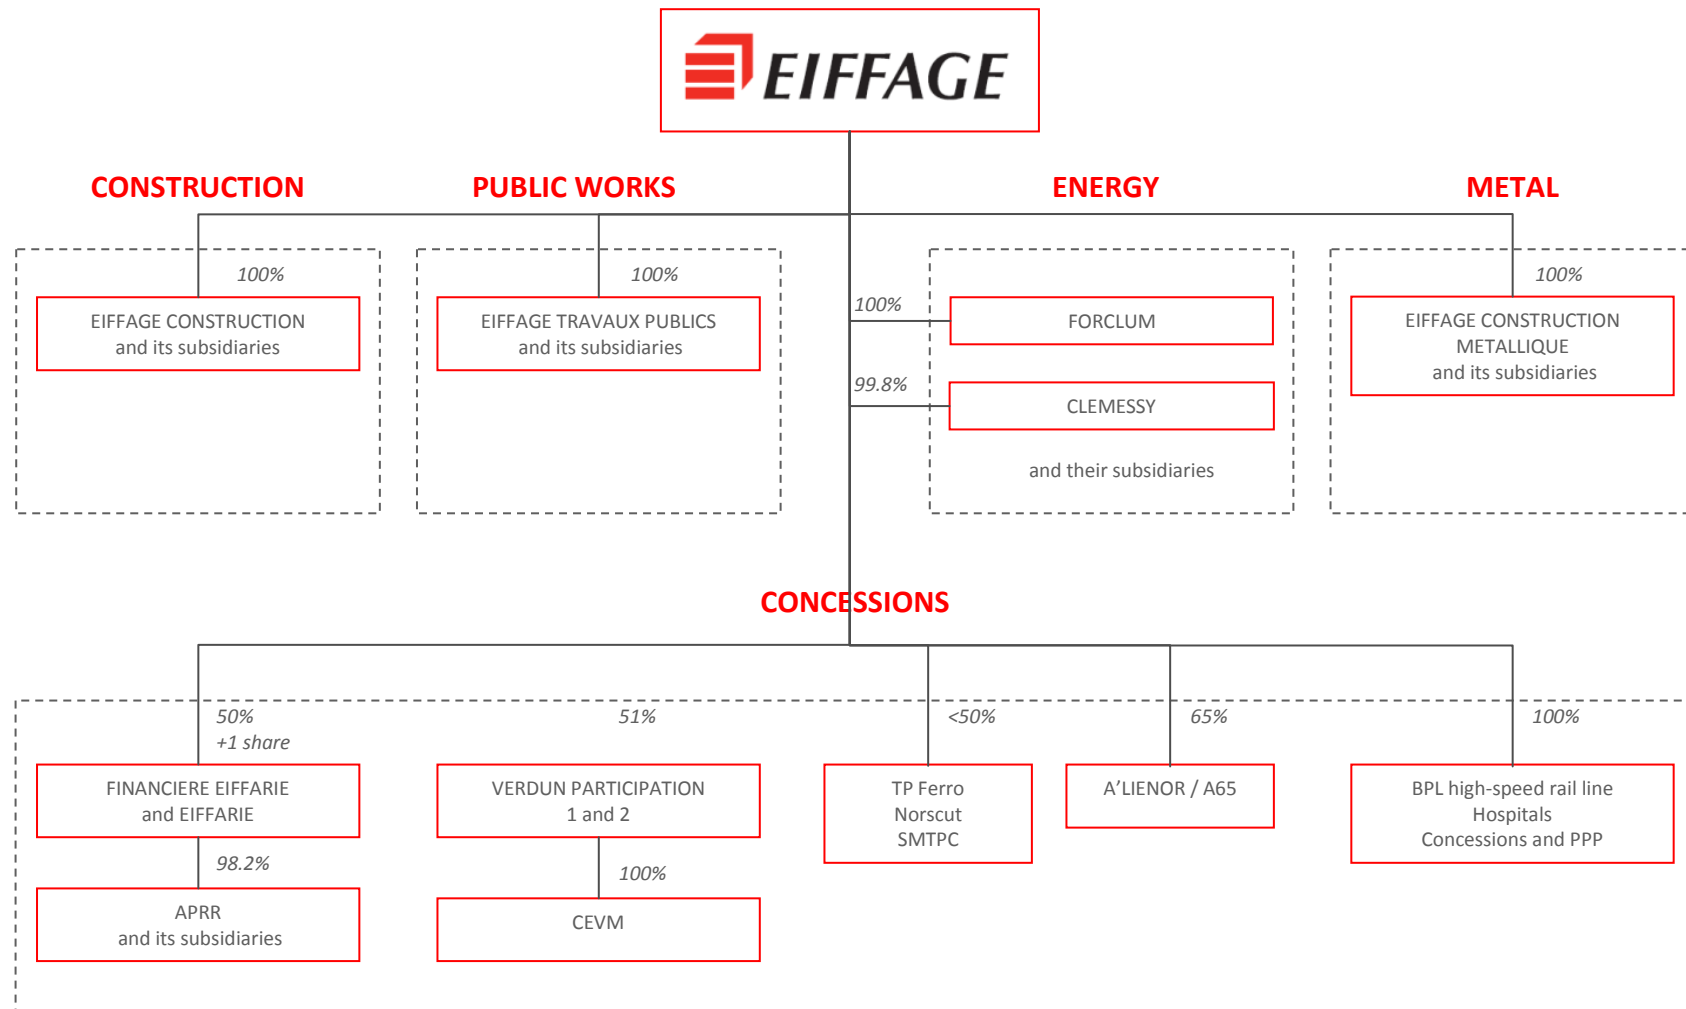 EIFFAGE
CONSTRUCTION
PUBLIC WORKS
ENERGY
METAL
100%
EIFFAGE CONSTRUCTION
and its subsidiaries
100%
EIFFAGE TRAVAUX PUBLICS
and its subsidiaries
100%
FORCLUM
99.8%
CLEMESSY
and their subsidiaries
100%
EIFFAGE CONSTRUCTION
METALLIQUE
and its subsidiaries
CONCESSIONS
50%
+1 share
FINANCIERE EIFFARIE
and EIFFARIE
98.2%
APRR
and its subsidiaries
51%
VERDUN PARTICIPATION
1 and 2
100%
CEVM
<50%
TP Ferro
Norscut
SMTPC
65%
A’LIENOR / A65
100%
BPL high-speed rail line
Hospitals
Concessions and PPP